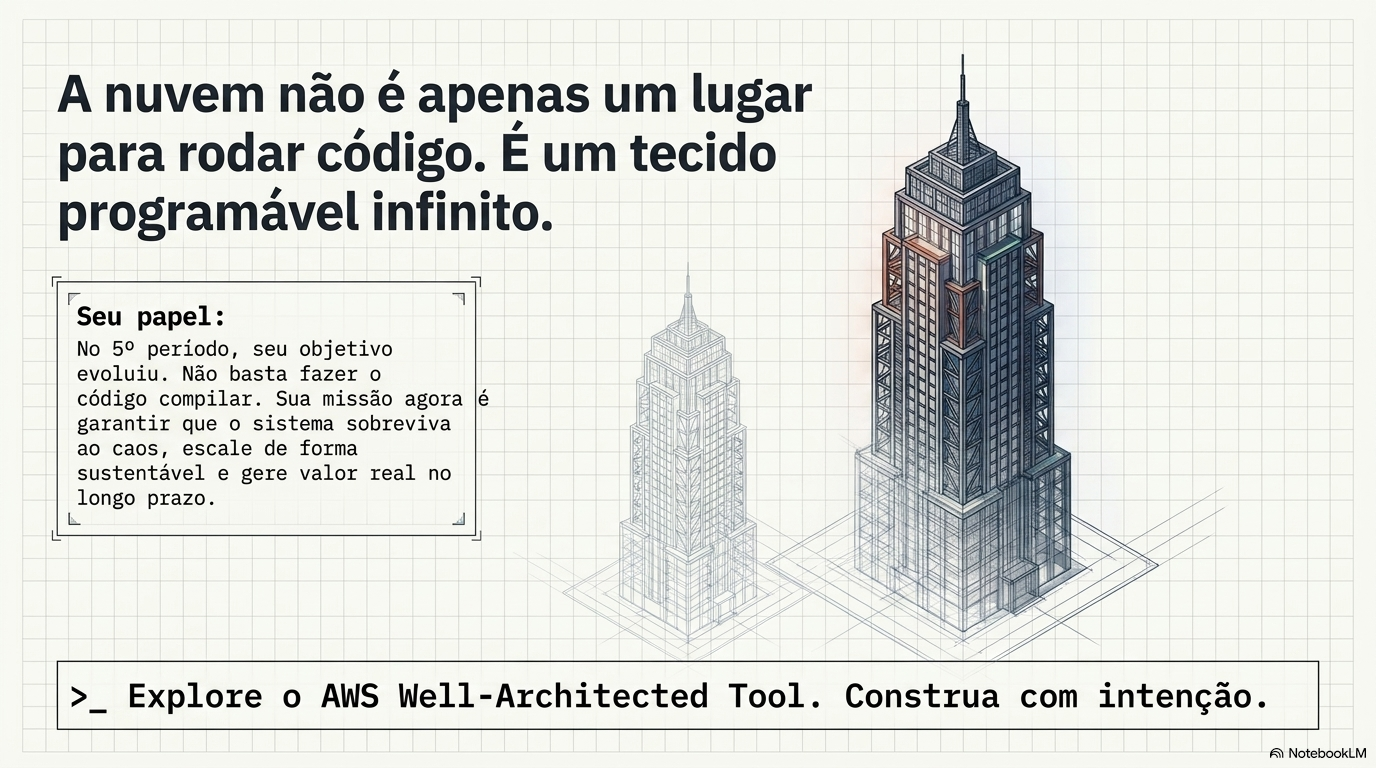 A nuvem não é apenas um lugar
para rodar código. É um tecido
programável infinito.
Seu papel:
No 5º período, seu objetivo
evoluiu. Não basta fazer o
código compilar. Sua missão agora é
garantir que o sistema sobreviva
ao caos, escale de forma
sustentável e gere valor real no
longo prazo.
>_ Explore o AWS Well-Architected Tool. Construa com intenção.
NotebookLM